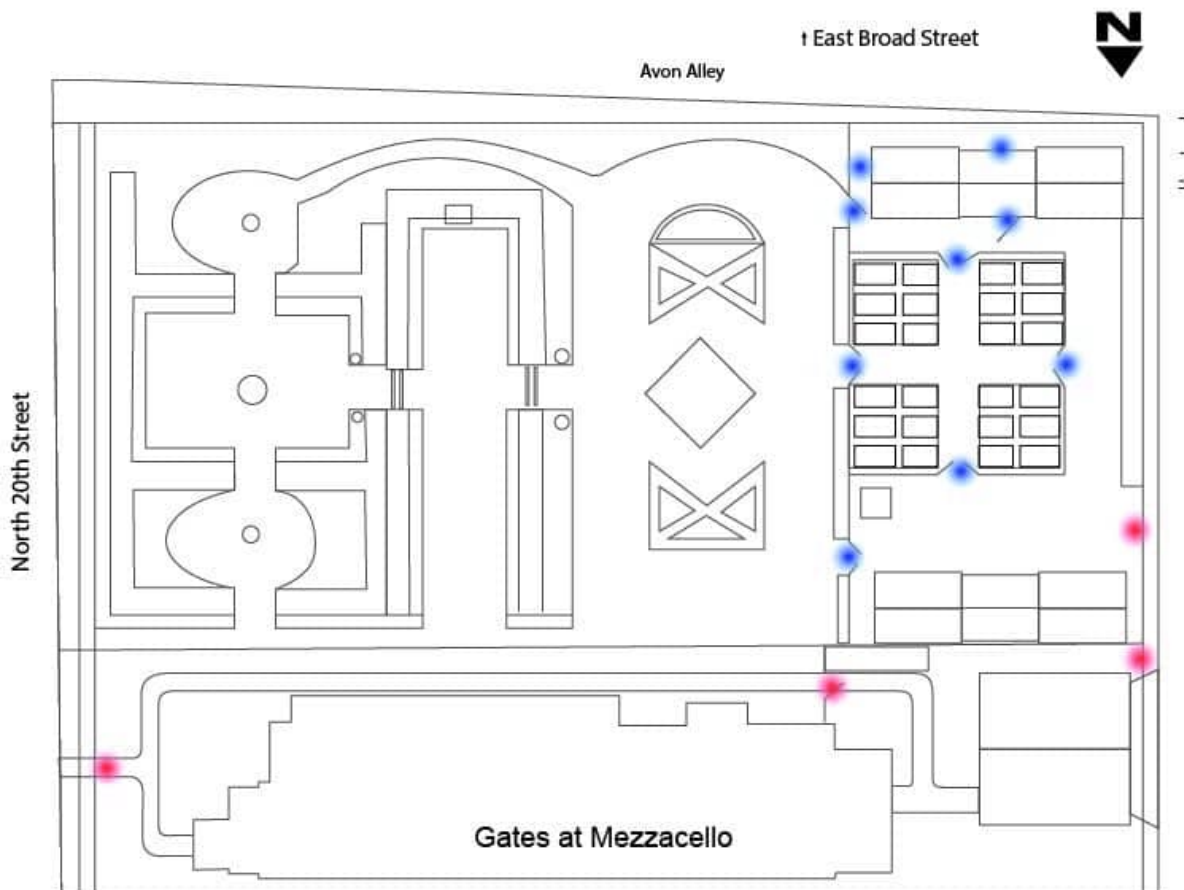 ↑ East Broad Street
N
Avon Alley
North 20th Street
Gates at Mezzacello